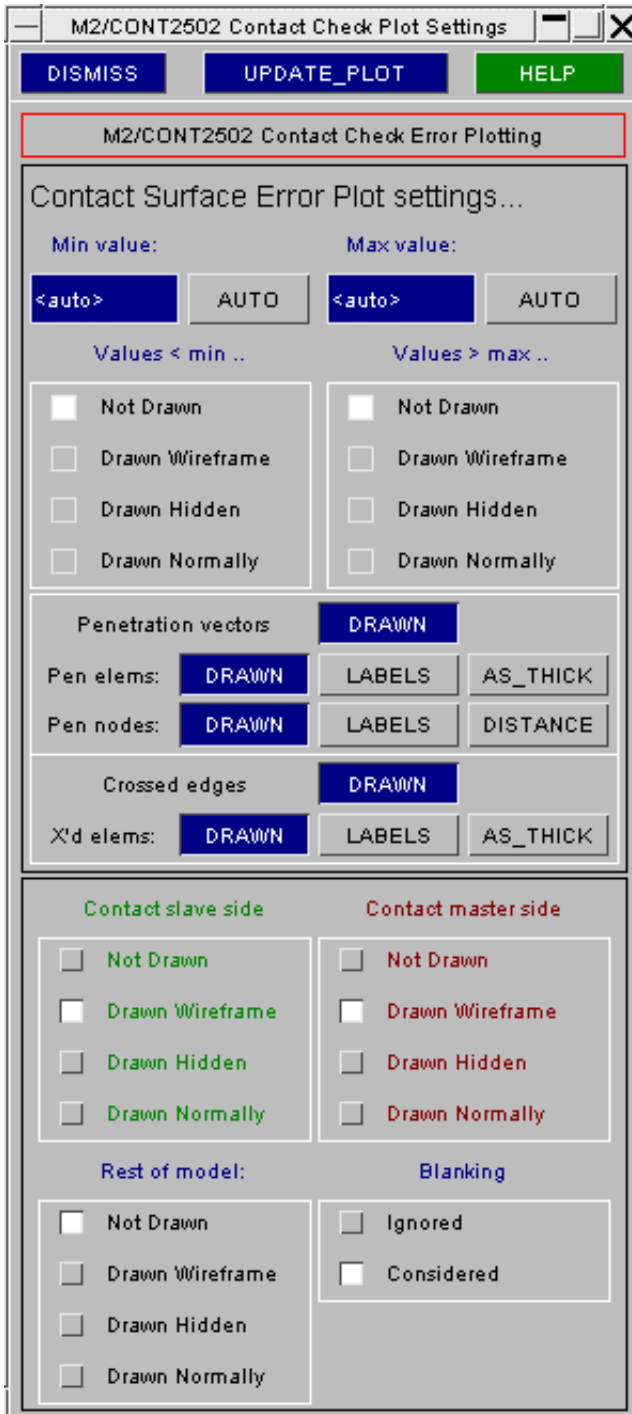 M2/CONT2502 Contact Check Plot Settings
DISMISS UPDATE_PLOT HELP
M2/CONT2502 Contact Check Error Plotting
Contact Surface Error Plot settings...
Min value: Max value:
<auto> AUTO <auto> AUTO
Values < min .. Values > max ..
Not Drawn Not Drawn
Drawn Wireframe Drawn Wireframe
Drawn Hidden Drawn Hidden
Drawn Normally Drawn Normally
Penetration vectors DRAWN
Pen elems: DRAWN LABELS AS_THICK
Pen nodes: DRAWN LABELS DISTANCE
Crossed edges DRAWN
X'd elems: DRAWN LABELS AS_THICK
Contact slave side Contact master side
Not Drawn Not Drawn
Drawn Wireframe Drawn Wireframe
Drawn Hidden Drawn Hidden
Drawn Normally Drawn Normally
Rest of model: Blanking
Not Drawn Ignored
Drawn Wireframe Considered
Drawn Hidden
Drawn Normally